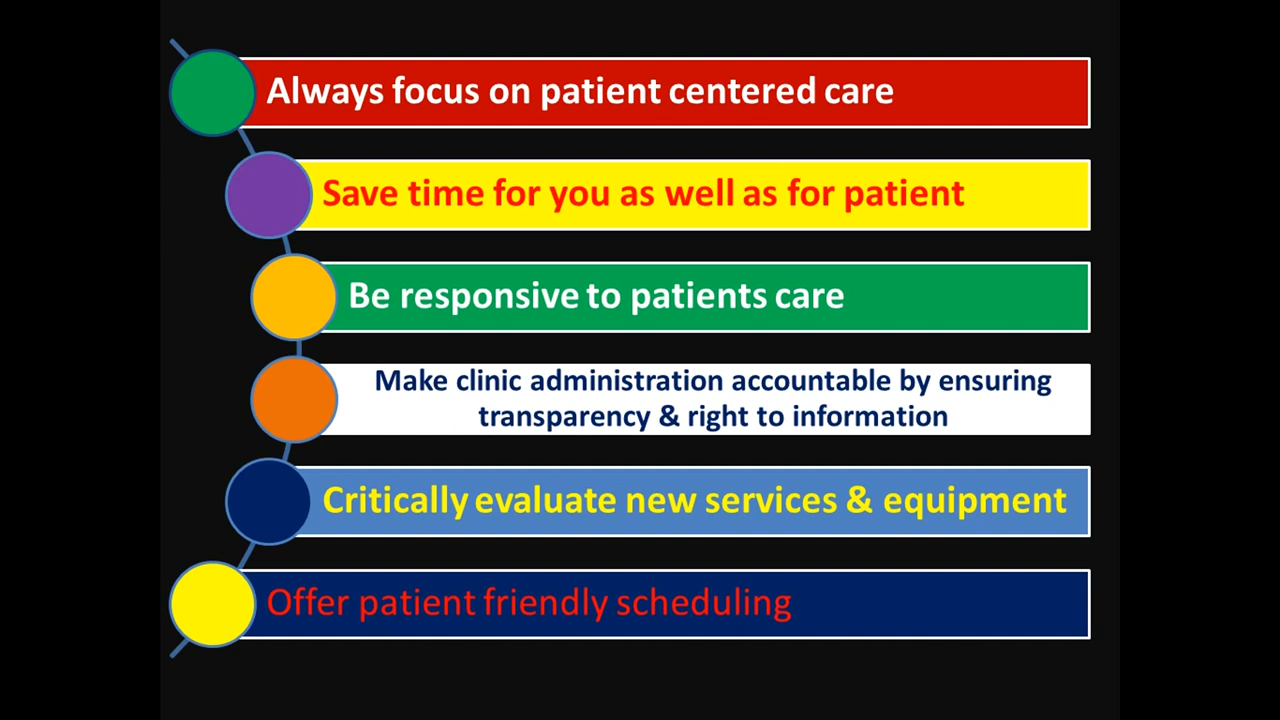 Always focus on patient centered care
Save time for you as well as for patient
Be responsive to patients care
Make clinic administration accountable by ensuring
transparency & right to information
Critically evaluate new services & equipment
Offer patient friendly scheduling